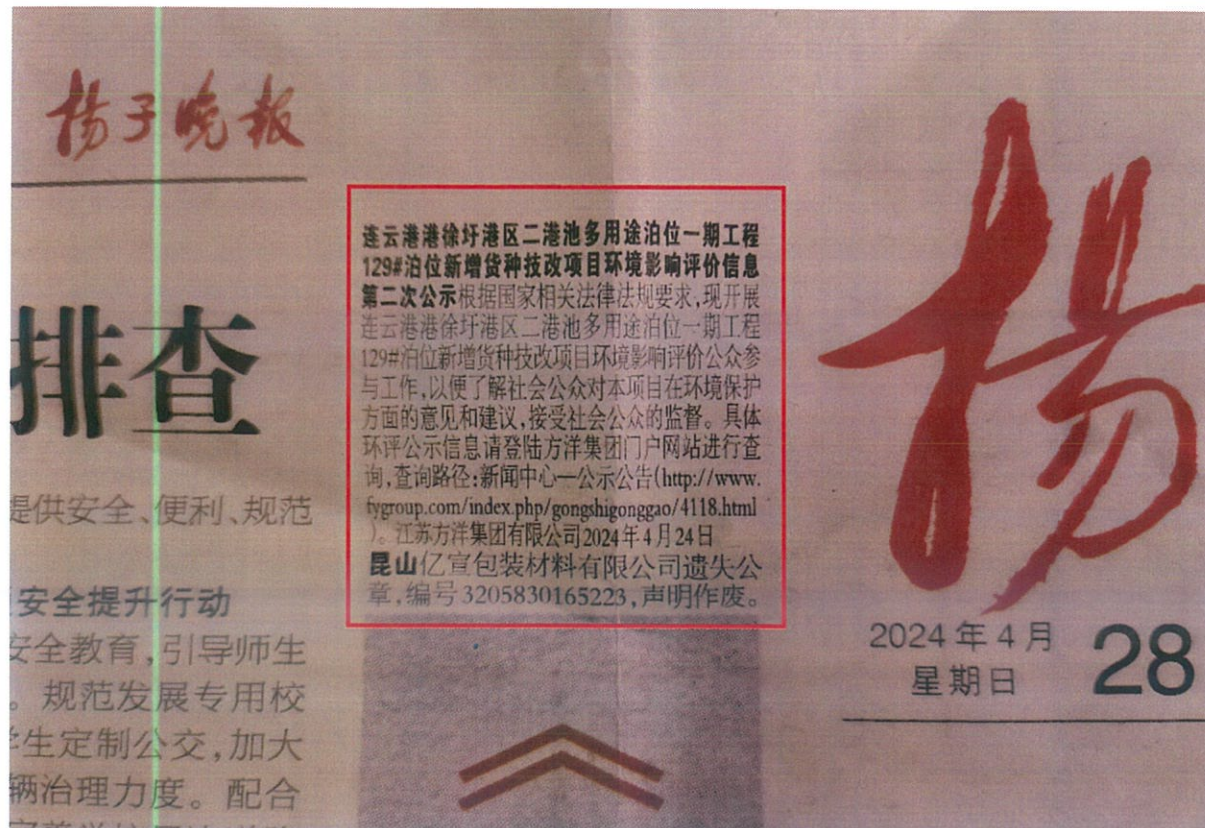 扬子晚报
排查
提供安全、便利、规范
安全提升行动
安全教育,引导师生
。规范发展专用校
学生定制公交,加大
辆治理力度。配合
连云港港徐圩港区二港池多用途泊位一期工程
129#泊位新增货种技改项目环境影响评价信息
第二次公示根据国家相关法律法规要求,现开展
连云港港徐圩港区二港池多用途泊位一期工程
129#泊位新增货种技改项目环境影响评价公众参
与工作,以便了解社会公众对本项目在环境保护
方面的意见和建议,接受社会公众的监督。具体
环评公示信息请登陆方洋集团门户网站进行查
询,查询路径:新闻中心—公示公告(http://www.
fygroup.com/index.php/gongshigonggao/4118.html
)。江苏方洋集团有限公司2024年4月24日
昆山亿宣包装材料有限公司遗失公
章,编号3205830165223,声明作废。
扬
2024年4月
星期日
28